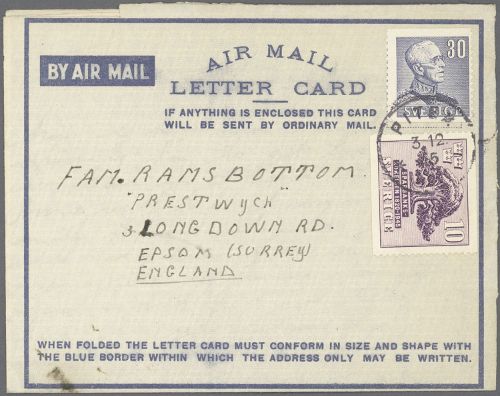 AIR MAIL
LETTER CARD
BY AIR MAIL
IF ANYTHING IS ENCLOSED THIS CARD
WILL BE SENT BY ORDINARY MAIL.
30
SVERIGE
3.12
10
SVERIGE
FAM. RAMSBOTTOM.
"PRESTWych"
3 LONGDOWN RD.
EPSOM (SURREY)
ENGLAND
WHEN FOLDED THE LETTER CARD MUST CONFORM IN SIZE AND SHAPE WITH
THE BLUE BORDER WITHIN WHICH THE ADDRESS ONLY MAY BE WRITTEN.